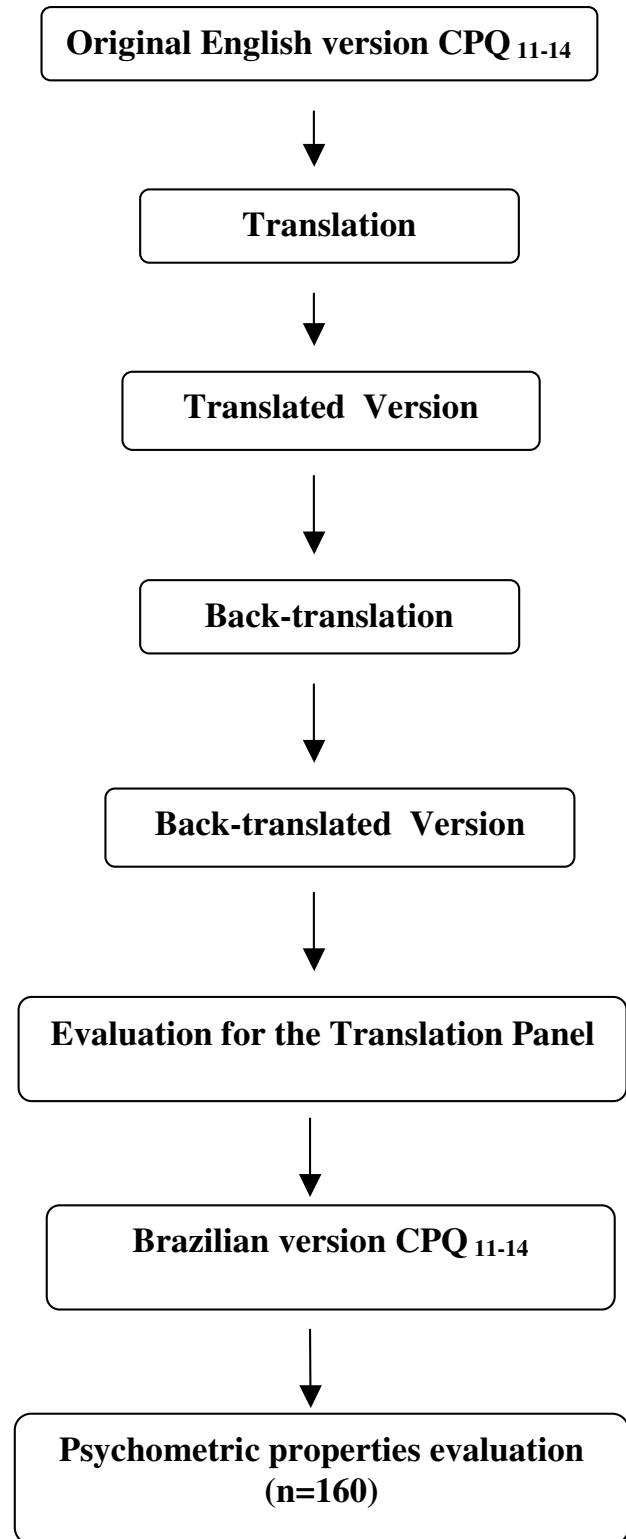 Original English version CPQ 11-14
Translation
Translated Version
Back-translation
Back-translated Version
Evaluation for the Translation Panel
Brazilian version CPQ 11-14
Psychometric properties evaluation
(n=160)